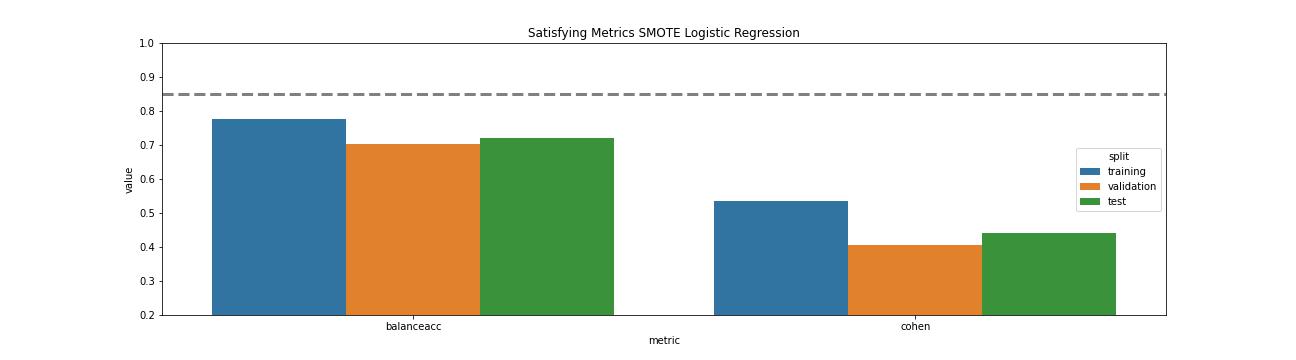 Satisfying Metrics SMOTE Logistic Regression
1.0
0.9
0.8
0.7
0.6
0.5
0.4
0.3
0.2
value
balanceacc
cohen
metric
split
training
validation
test